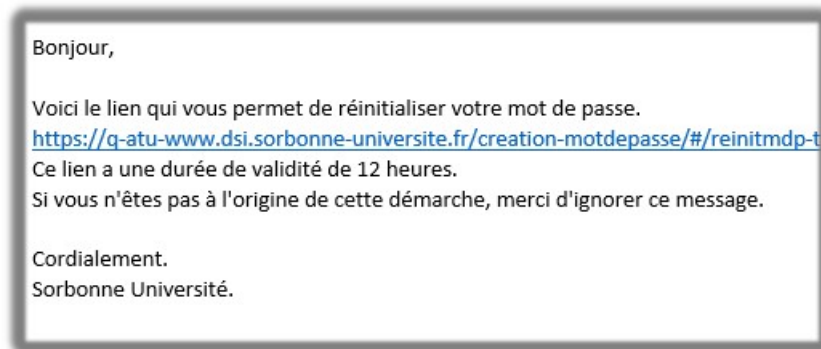 Bonjour,
Voici le lien qui vous permet de réinitialiser votre mot de passe.
https://q-atu-www.dsi.sorbonne-universite.fr/creation-motdepasse/#/reinitmdp-t
Ce lien a une durée de validité de 12 heures.
Si vous n'êtes pas à l'origine de cette démarche, merci d'ignorer ce message.
Cordialement.
Sorbonne Université.